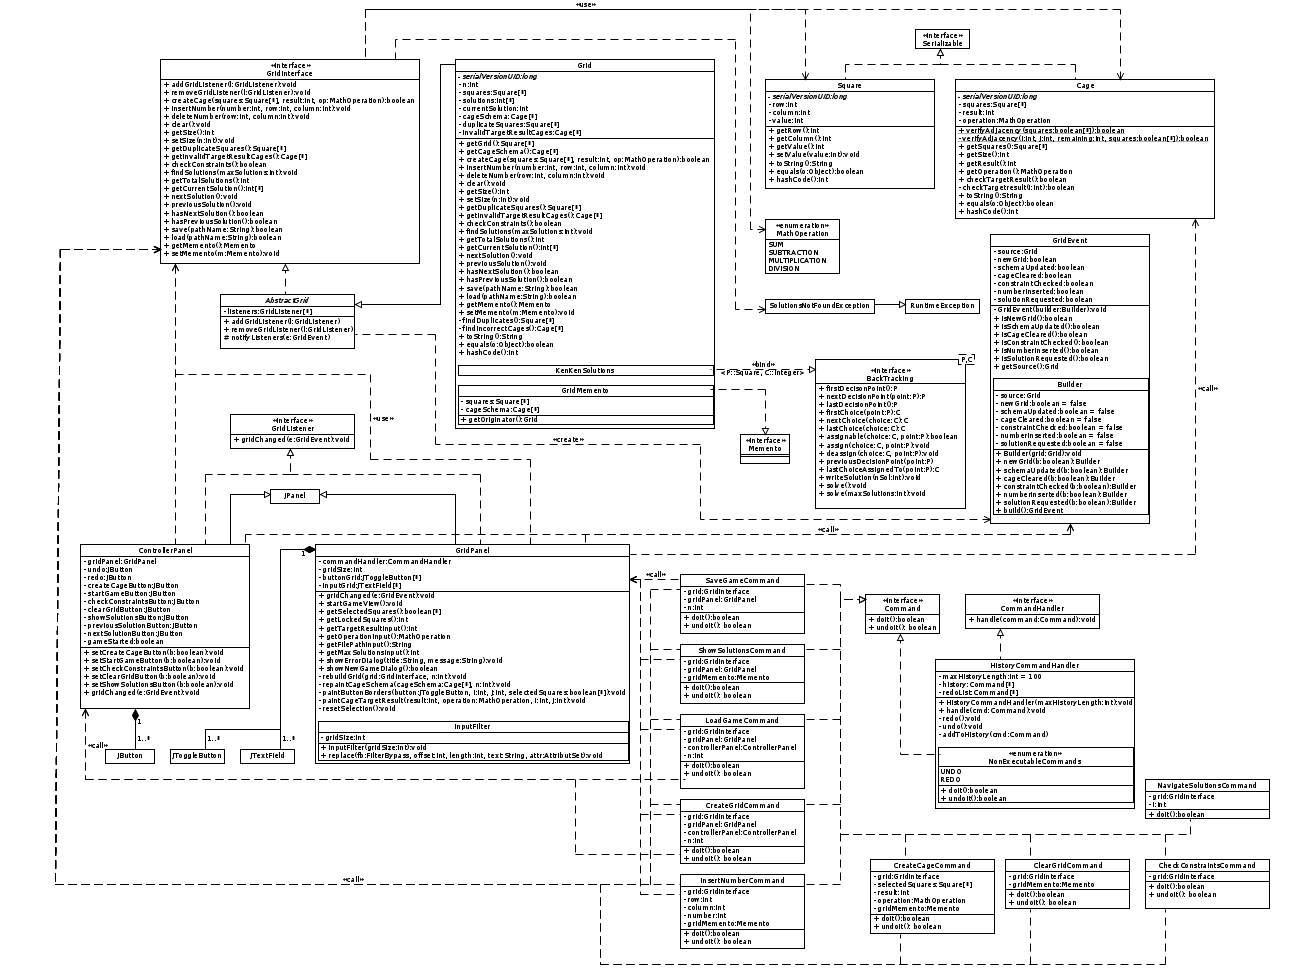 «use»
«interface»
GridInterface
+ addGridListener(l:GridListener):void
+ removeGridListener(l:GridListener):void
+ createCage(squares:Square[*], result:int, op:MathOperation):boolean
+ insertNumber(number:int, row:int, column:int):void
+ deleteNumber(row:int, column:int):void
+ clear():void
+ getSize():int
+ setSize(n:int):void
+ getDuplicateSquares():Square[*]
+ getInvalidTargetResultCages():Cage[*]
+ checkConstraints():boolean
+ findSolutions(maxSolutions:int):void
+ getTotalSolutions():int
+ getCurrentSolution():int[*]
+ nextSolution():void
+ previousSolution():void
+ hasNextSolution():boolean
+ hasPreviousSolution():boolean
+ save(pathName:String):boolean
+ load(pathName:String):boolean
+ getMemento():Memento
+ setMemento(m:Memento):void
Grid
- serialVersionUID:long
- n:int
- squares:Square[*]
- solutions:int[*]
- currentSolution:int
- cageSchema:Cage[*]
- duplicateSquares:Square[*]
- invalidTargetResultCages:Cage[*]
+ getGrid():Square[*]
+ getCageSchema():Cage[*]
+ createCage(squares:Square[*], result:int, op:MathOperation):boolean
+ insertNumber(number:int, row:int, column:int):void
+ deleteNumber(row:int, column:int):void
+ clear():void
+ getSize():int
+ setSize(n:int):void
+ getDuplicateSquares():Square[*]
+ getInvalidTargetResultCages():Cage[*]
+ checkConstraints():boolean
+ findSolutions(maxSolutions:int):void
+ getTotalSolutions():int
+ getCurrentSolution():int[*]
+ nextSolution():void
+ previousSolution():void
+ hasNextSolution():boolean
+ hasPreviousSolution():boolean
+ save(pathName:String):boolean
+ load(pathName:String):boolean
+ getMemento():Memento
+ setMemento(m:Memento):void
- findDuplicates():Square[*]
- findIncorrectCages():Cage[*]
+ toString():String
+ equals(o:Object):boolean
+ hashCode():int
KenKenSolutions
GridMemento
- squares:Square[*]
- cageSchema:Cage[*]
+ getOriginator():Grid
«interface»
Serializable
Square
- serialVersionUID:long
- row:int
- column:int
- value:int
+ getRow():int
+ getColumn():int
+ getValue():int
+ setValue(value:int):void
+ toString():String
+ equals(o:Object):boolean
+ hashCode():int
Cage
- serialVersionUID:long
- squares:Square[*]
- result:int
- operation:MathOperation
+ verifyAdjacency(squares:boolean[*]):boolean
- verifyAdjacency(i:int, j:int, remaining:int, squares:boolean[*]):boolean
+ getSquares():Square[*]
+ getSize():int
+ getResult():int
+ getOperation():MathOperation
+ checkTargetResult():boolean
- checkTargetresult(i:int):boolean
+ toString():String
+ equals(o:Object):boolean
+ hashCode():int
«enumeration»
MathOperation
SUM
SUBTRACTION
MULTIPLICATION
DIVISION
SolutionsNotFoundException
RuntimeException
AbstractGrid
- listeners:GridListener[*]
+ addGridListener(l:GridListener)
+ removeGridListener(l:GridListener)
# notifyListeners(e:GridEvent)
GridEvent
- source:Grid
- newGrid:boolean
- schemaUpdated:boolean
- cageCleared:boolean
- constraintChecked:boolean
- numberInserted:boolean
- solutionRequested:boolean
- GridEvent(builder:Builder):void
+ isNewGrid():boolean
+ isSchemaUpdated():boolean
+ isCageCleared():boolean
+ isConstraintChecked():boolean
+ isNumberInserted():boolean
+ isSolutionRequested():boolean
+ getSource():Grid
Builder
- source:Grid
- newGrid:boolean = false
- schemaUpdated:boolean = false
- cageCleared:boolean = false
- constraintChecked:boolean = false
- numberInserted:boolean = false
- solutionRequested:boolean = false
+ Builder(grid:Grid):void
+ newGrid(b:boolean):Builder
+ schemaUpdated(b:boolean):Builder
+ cageCleared(b:boolean):Builder
+ constraintChecked(b:boolean):Builder
+ numberInserted(b:boolean):Builder
+ solutionRequested(b:boolean):Builder
+ build():GridEvent
«bind»
<P::Square, C::Integer>
P,C
«interface»
BackTracking
+ firstDecisonPoint():P
+ nextDecisionPoint(point:P):P
+ lastDecisionPoint():P
+ firstChoice(point:P):C
+ nextChoice(choice:C):C
+ lastChoice(choice:C):C
+ assignable(choice:C, point:P):boolean
+ assign(choice:C, point:P):void
+ deassign(choice:C, point:P):void
+ previousDecisionPoint(point:P)
+ lastChoiceAssignedTo(point:P):C
+ writeSolution(nSol:int):void
+ solve():void
+ solve(maxSolutions:int):void
«call»
«interface»
GridListener
+ gridChanged(e:GridEvent):void
«use»
«create»
«interface»
Memento
JPanel
«call»
ControllerPanel
- gridPanel:GridPanel
- undo:JButton
- redo:JButton
- createCageButton:JButton
- startGameButton:JButton
- checkConstraintsButton:JButton
- clearGridButton:JButton
- showSolutionsButton:JButton
- previousSolutionButton:JButton
- nextSolutionButton:JButton
- gameStarted:boolean
+ setCreateCageButton(b:boolean):void
+ setStartGameButton(b:boolean):void
+ setCheckConstraintsButton(b:boolean):void
+ setClearGridButton(b:boolean):void
+ setShowSolutionsButton(b:boolean):void
+ gridChanged(e:GridEvent):void
1
GridPanel
- commandHandler:CommandHandler
- gridSize:int
- buttonGrid:JToggleButton[*]
- inputGrid:JTextField[*]
+ gridChanged(e:GridEvent):void
+ startGameView():void
+ getSelectedSquares():boolean[*]
+ getLockedSquares():int
+ getTargetResultInput():int
+ getOperationInput():MathOperation
+ getFilePathInput():String
+ getMaxSolutionsInput():int
+ showErrorDialog(title:String, message:String):void
+ showNewGameDialog():boolean
- rebuildGrid(grid:GridInterface, n:int):void
- repaintCageSchema(cageSchema:Cage[*], n:int):void
- paintButtonBorders(button:JToggleButton, i:int, j:int, selectedSquares:boolean[*]):void
- paintCageTargetResult(result:int, operation:MathOperation, i:int, j:int):void
- resetSelection():void
InputFilter
- gridSize:int
+ InputFilter(gridSize:int):void
+ replace(fb:FilterBypass, offset:int, length:int, text:String, attr:AttributSet):void
1
«call»
1..*
1..*
1..*
JButton
JToggleButton
JTextField
«call»
SaveGameCommand
- grid:GridInterface
- gridPanel:GridPanel
- n:int
+ doIt():boolean
+ undoIt(): boolean
ShowSolutionsCommand
- grid:GridInterface
- gridPanel:GridPanel
- gridMemento:Memento
+ doIt():boolean
+ undoIt(): boolean
LoadGameCommand
- grid:GridInterface
- gridPanel:GridPanel
- controllerPanel:ControllerPanel
- n:int
+ doIt():boolean
+ undoIt(): boolean
CreateGridCommand
- grid:GridInterface
- gridPanel:GridPanel
- controllerPanel:ControllerPanel
- n:int
+ doIt():boolean
+ undoIt(): boolean
«call»
InsertNumberCommand
- grid:GridInterface
- row:int
- column:int
- number:int
- gridMemento:Memento
+ doIt():boolean
+ undoIt(): boolean
«interface»
Command
+ doIt():boolean
+ undoIt(): boolean
«interface»
CommandHandler
+ handle(command:Command):void
HistoryCommandHandler
- maxHistoryLength:int = 100
- history:Command[*]
- redoList:Command[*]
+ HistoryCommandHandler(maxHistoryLength:int):void
+ handle(cmd:Command):void
- redo():void
- undo():void
- addToHistory(cmd:Command)
«enumeration»
NonExecutableCommands
UNDO
REDO
+ doIt():boolean
+ undoIt():boolean
NavigateSolutionsCommand
- grid:GridInterface
- i:int
+ doIt():boolean
CreateCageCommand
- grid:GridInterface
- selectedSquares:Square[*]
- result:int
- operation:MathOperation
- gridMemento:Memento
+ doIt():boolean
+ undoIt(): boolean
ClearGridCommand
- grid:GridInterface
- gridMemento:Memento
+ doIt():boolean
+ undoIt(): boolean
CheckConstraintsCommand
- grid:GridInterface
+ doIt():boolean
+ undoIt(): boolean